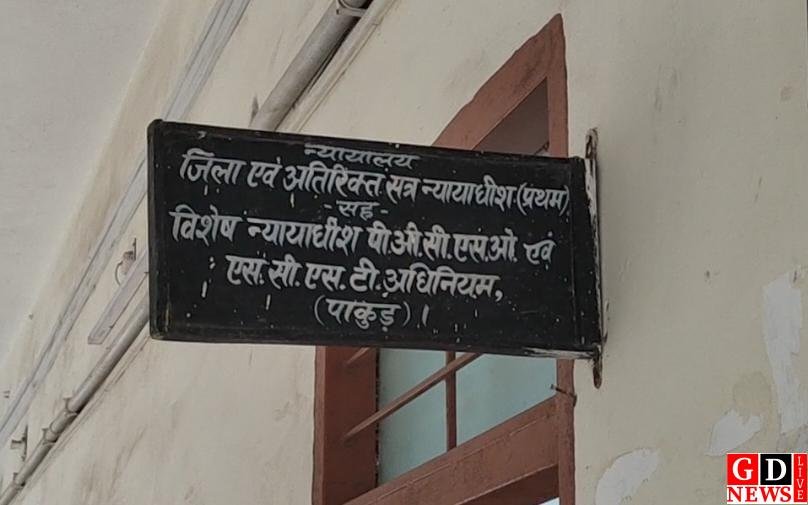 न्यायालय
जिला एवं अतिरिक्त सत्र न्यायाधीश (प्रथम)
-सह-
विशेष न्यायाधीश पी.ओ.सी.एस.ओ. एवं
एस. सी. एस. टी. अधिनियम,
(पाकुड़)।
GD
NEWS
LIVE